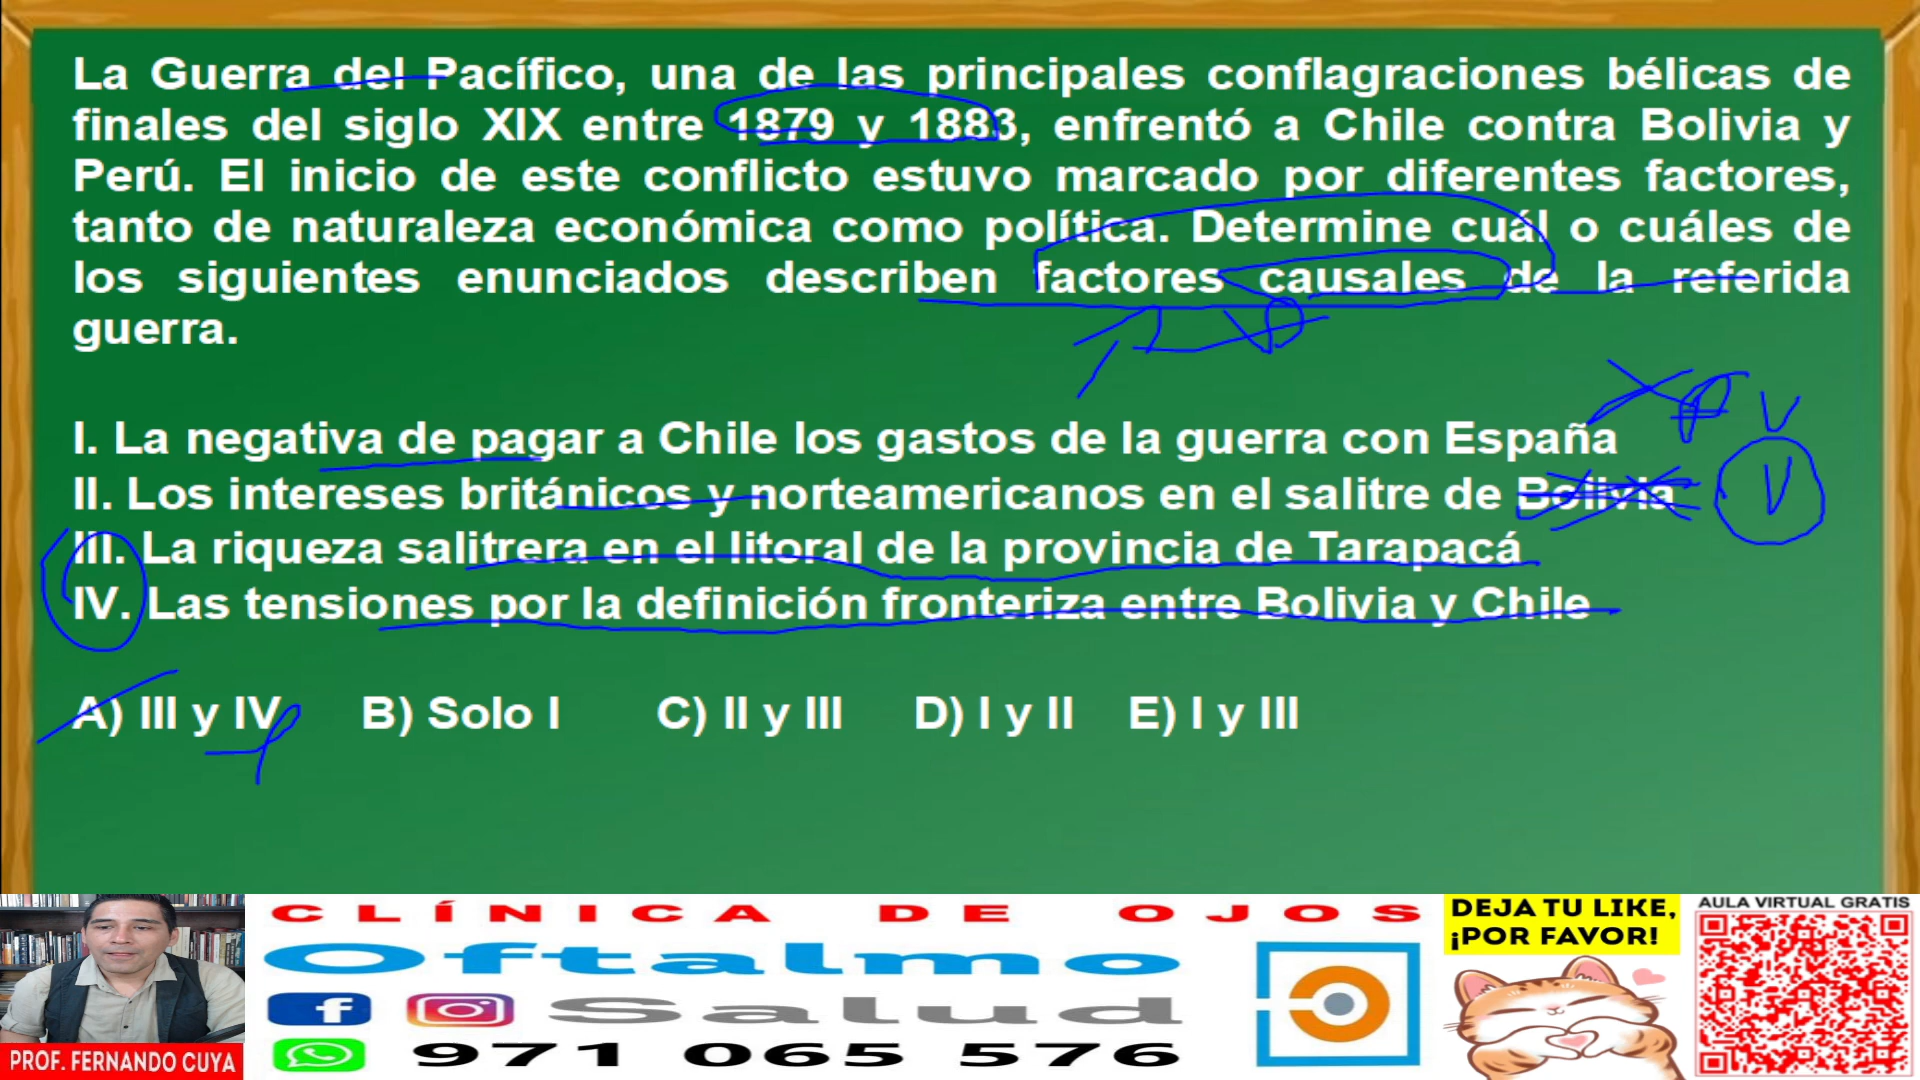 La Guerra del Pacífico, una de las principales conflagraciones bélicas de
finales del siglo XIX entre 1879 y 1883, enfrentó a Chile contra Bolivia y
Perú. El inicio de este conflicto estuvo marcado por diferentes factores,
tanto de naturaleza económica como política. Determine cuál o cuáles de
los siguientes enunciados describen factores causales de la referida
guerra.
I. La negativa de pagar a Chile los gastos de la guerra con España
II. Los intereses británicos y norteamericanos en el salitre de Bolivia
III. La riqueza salitrera en el litoral de la provincia de Tarapacá
IV. Las tensiones por la definición fronteriza entre Bolivia y Chile
V
V
A) III y IV B) Solo I C) II y III D) I y II E) I y III
CLÍNICA DE OJOS
Oftalmo
Salud
971 065 576
PROF. FERNANDO CUYA
DEJA TU LIKE,
¡POR FAVOR!
AULA VIRTUAL GRATIS